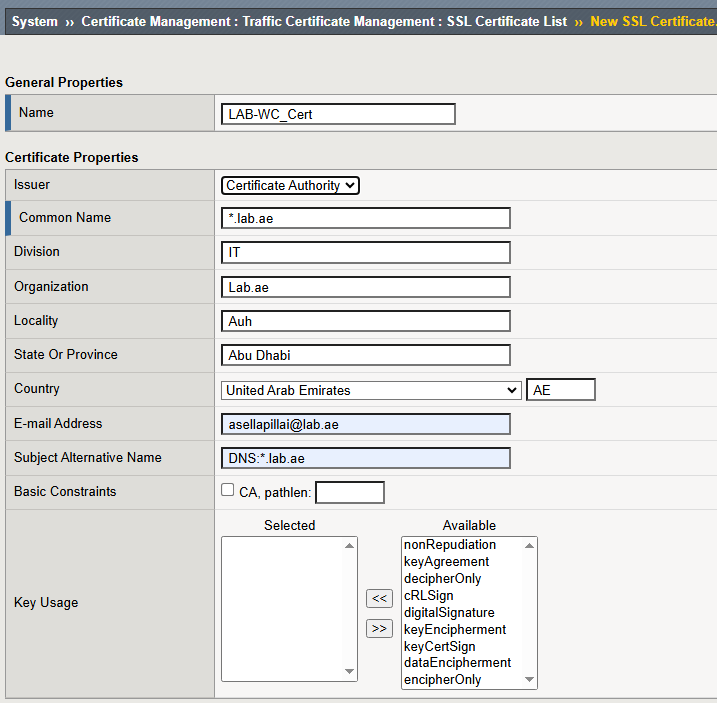 System ›› Certificate Management : Traffic Certificate Management : SSL Certificate List ›› New SSL Certificate.
General Properties
Name LAB-WC_Cert
Certificate Properties
Issuer Certificate Authority
Common Name *.lab.ae
Division IT
Organization Lab.ae
Locality Auh
State Or Province Abu Dhabi
Country United Arab Emirates AE
E-mail Address asellapillai@lab.ae
Subject Alternative Name DNS:*.lab.ae
Basic Constraints CA, pathlen:
Selected Available
nonRepudiation
keyAgreement
decipherOnly
<< cRLSign
digitalSignature
Key Usage >> keyEncipherment
keyCertSign
dataEncipherment
encipherOnly